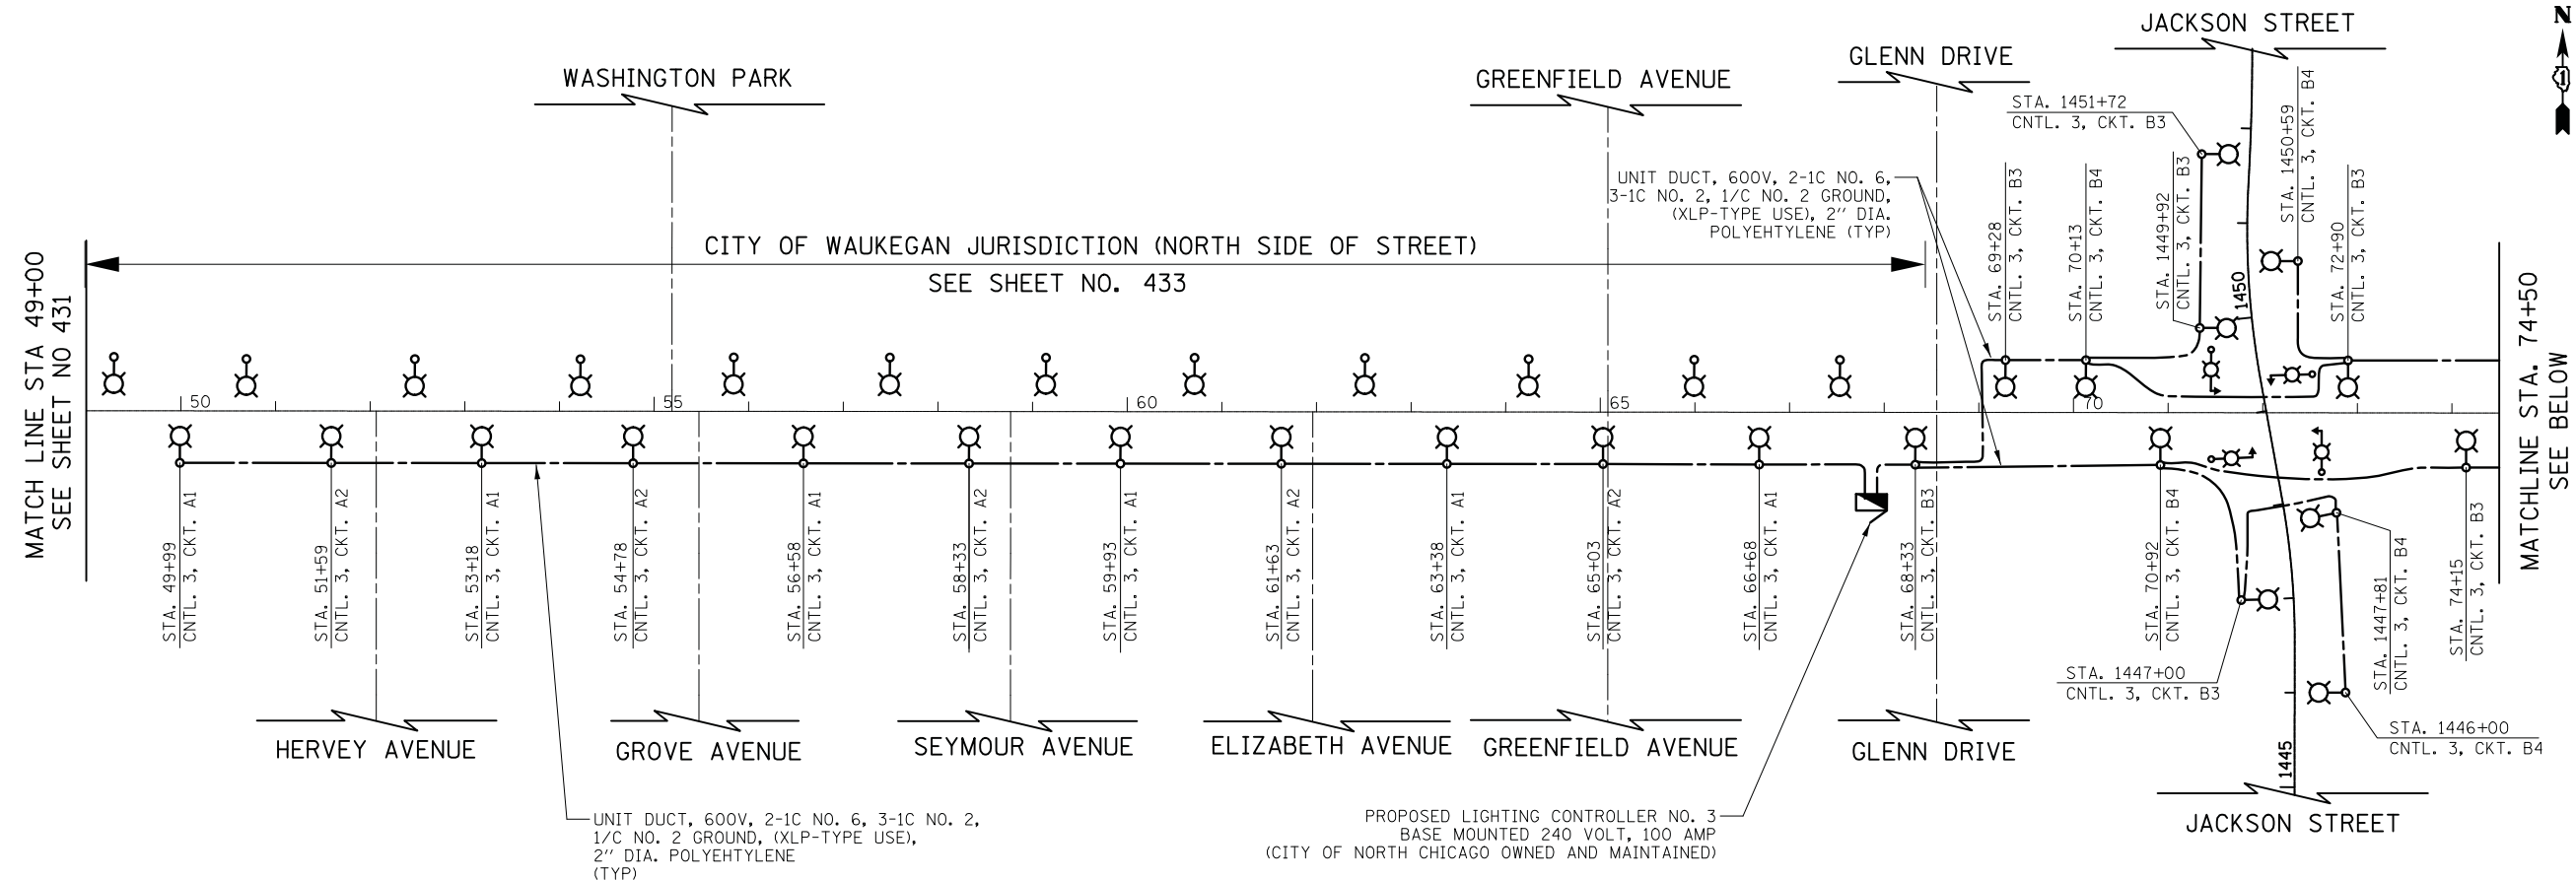 JACKSON STREET
N
GLENN DRIVE
WASHINGTON PARK
GREENFIELD AVENUE
STA. 1451+72
CNTL. 3, CKT. B3
STA. 1450+59
CNTL. 3, CKT. B4
UNIT DUCT, 600V, 2-1C NO. 6,
3-1C NO. 2, 1/C NO. 2 GROUND,
(XLP-TYPE USE), 2" DIA.
POLYEHTYLENE (TYP)
STA. 69+28
CNTL. 3, CKT. B3
STA. 70+13
CNTL. 3, CKT. B4
STA. 1449+92
CNTL. 3, CKT. B3
STA. 72+90
CNTL. 3, CKT. B3
CITY OF WAUKEGAN JURISDICTION (NORTH SIDE OF STREET)
SEE SHEET NO. 433
MATCH LINE STA 49+00
SEE SHEET NO 431
1450
MATCHLINE STA. 74+50
SEE BELOW
50
55
60
65
70
STA. 49+99
CNTL. 3, CKT. A1
STA. 51+59
CNTL. 3, CKT. A2
STA. 53+18
CNTL. 3, CKT. A1
STA. 54+78
CNTL. 3, CKT. A2
STA. 56+58
CNTL. 3, CKT. A1
STA. 58+33
CNTL. 3, CKT. A2
STA. 59+93
CNTL. 3, CKT. A1
STA. 61+63
CNTL. 3, CKT. A2
STA. 63+38
CNTL. 3, CKT. A1
STA. 65+03
CNTL. 3, CKT. A2
STA. 66+68
CNTL. 3, CKT. A1
STA. 68+33
CNTL. 3, CKT. B3
STA. 70+92
CNTL. 3, CKT. B4
STA. 1447+81
CNTL. 3, CKT. B4
STA. 74+15
CNTL. 3, CKT. B3
STA. 1447+00
CNTL. 3, CKT. B3
STA. 1446+00
CNTL. 3, CKT. B4
1445
HERVEY AVENUE
GROVE AVENUE
SEYMOUR AVENUE
ELIZABETH AVENUE
GREENFIELD AVENUE
GLENN DRIVE
JACKSON STREET
UNIT DUCT, 600V, 2-1C NO. 6, 3-1C NO. 2,
1/C NO. 2 GROUND, (XLP-TYPE USE),
2" DIA. POLYEHTYLENE
(TYP)
PROPOSED LIGHTING CONTROLLER NO. 3
BASE MOUNTED 240 VOLT, 100 AMP
(CITY OF NORTH CHICAGO OWNED AND MAINTAINED)